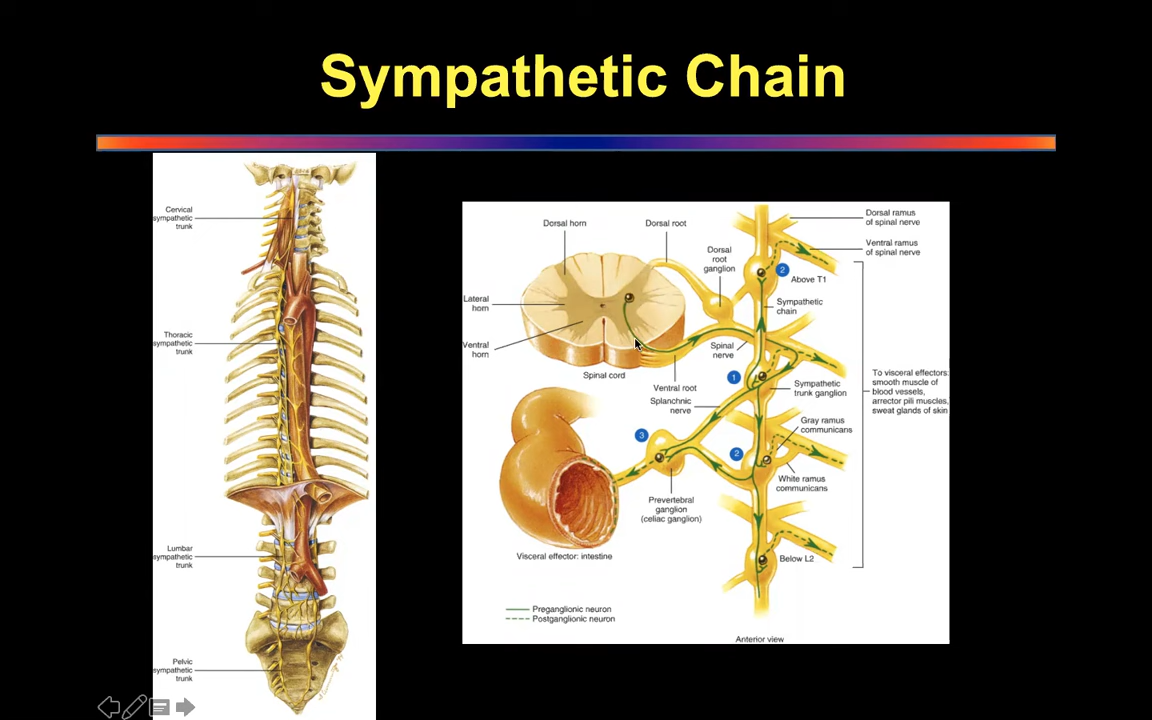 Sympathetic Chain
Cervical
sympathetic
trunk
Thoracic
sympathetic
trunk
Lumbar
sympathetic
trunk
Pelvic
sympathetic
trunk
Dorsal horn
Dorsal root
Dorsal
root
ganglion
Lateral
horn
Ventral
horn
Spinal cord
Ventral root
Spinal
nerve
Splanchnic
nerve
Dorsal ramus
of spinal nerve
Ventral ramus
of spinal nerve
2
Above T1
Sympathetic
chain
1
Sympathetic
trunk ganglion
Gray ramus
communicans
2
White ramus
communicans
3
Prevertebral
ganglion
(celiac ganglion)
Visceral effector: intestine
Below L2
To visceral effectors:
smooth muscle of
blood vessels,
arrector pili muscles,
sweat glands of skin
Preganglionic neuron
Postganglionic neuron
Anterior view